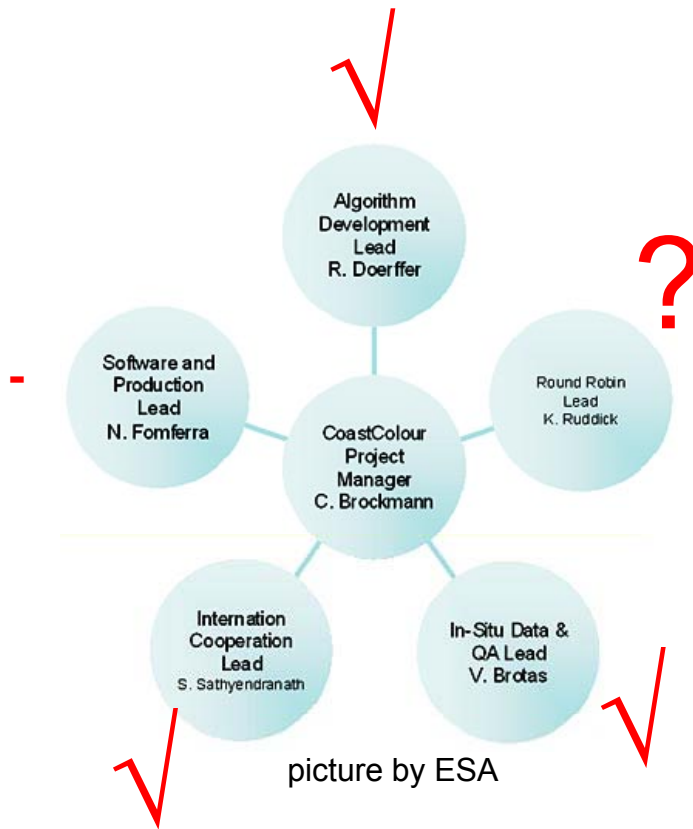 √
Algorithm
Development
Lead
R. Doerffer
?
-
Software and
Production
Lead
N. Fomferra
Round Robin
Lead
K. Ruddick
CoastColour
Project
Manager
C. Brockmann
Internation
Cooperation
Lead
S. Sathyendranath
In-Situ Data &
QA Lead
V. Brotas
√
√
picture by ESA